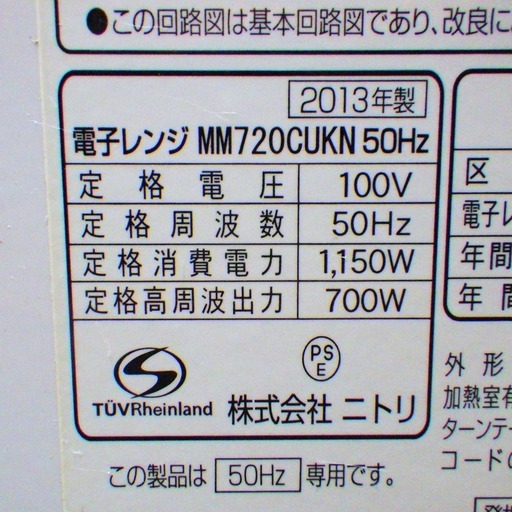 ●この回路図は基本回路図であり、改良に
2013年製
電子レンジ MM720CUKN 50Hz
定格電圧 100V
定格周波数 50Hz
定格消費電力 1,150W
定格高周波出力 700W
TÜVRheinland
PS
E
株式会社 ニトリ
この製品は 50Hz 専用です。
区
電子レ
年間
年間
外形
加熱室有
ターンテー
コードの